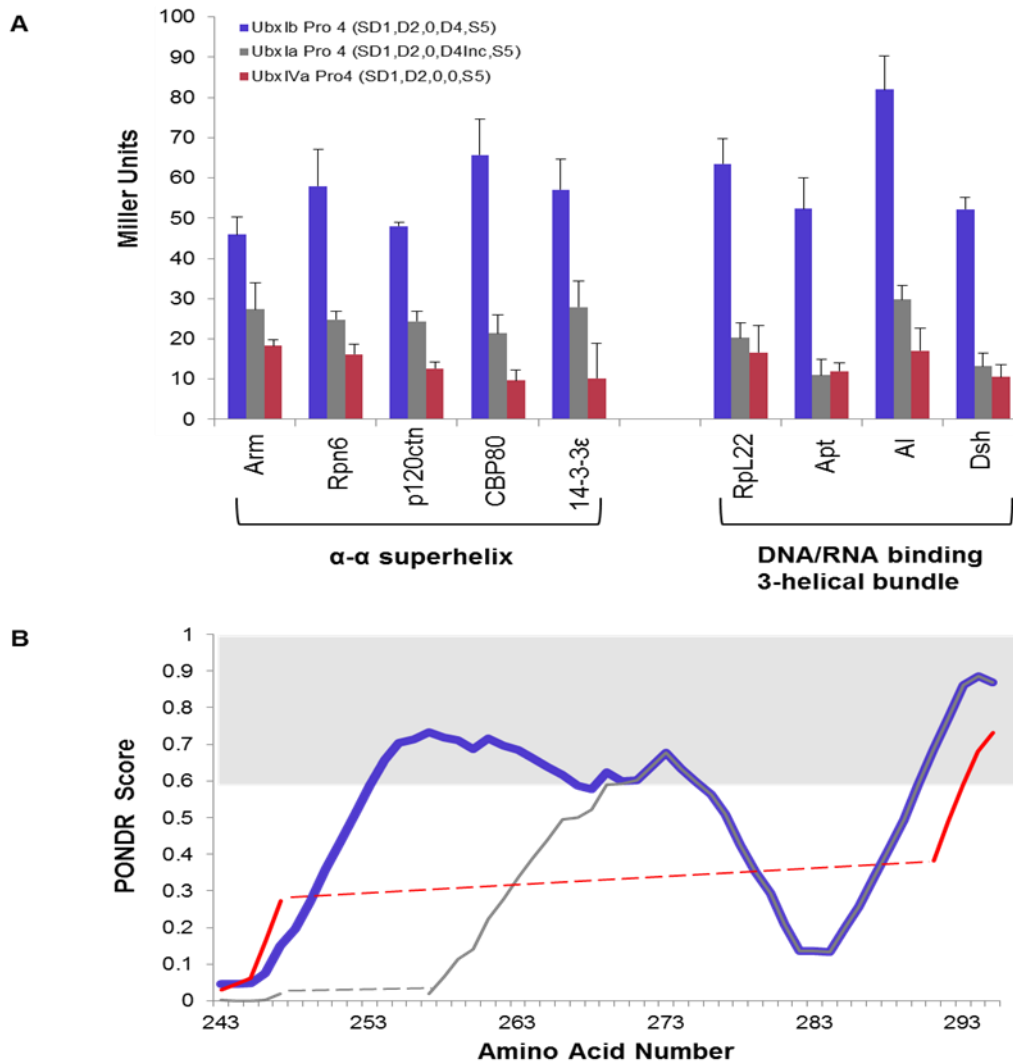 A
UbxIb Pro 4 (SD1,D2,0,D4,S5)
UbxIa Pro 4 (SD1,D2,0,D4Inc,S5)
UbxIVa Pro4 (SD1,D2,0,0,S5)
Miller Units
100
90
80
70
60
50
40
30
20
10
0
Arm
Rpn6
p120ctn
CBP80
14-3-3ε
RpL22
Apt
Al
Dsh
α-α superhelix
DNA/RNA binding
3-helical bundle
B
PONDR Score
1
0.9
0.8
0.7
0.6
0.5
0.4
0.3
0.2
0.1
0
243
253
263
273
283
293
Amino Acid Number